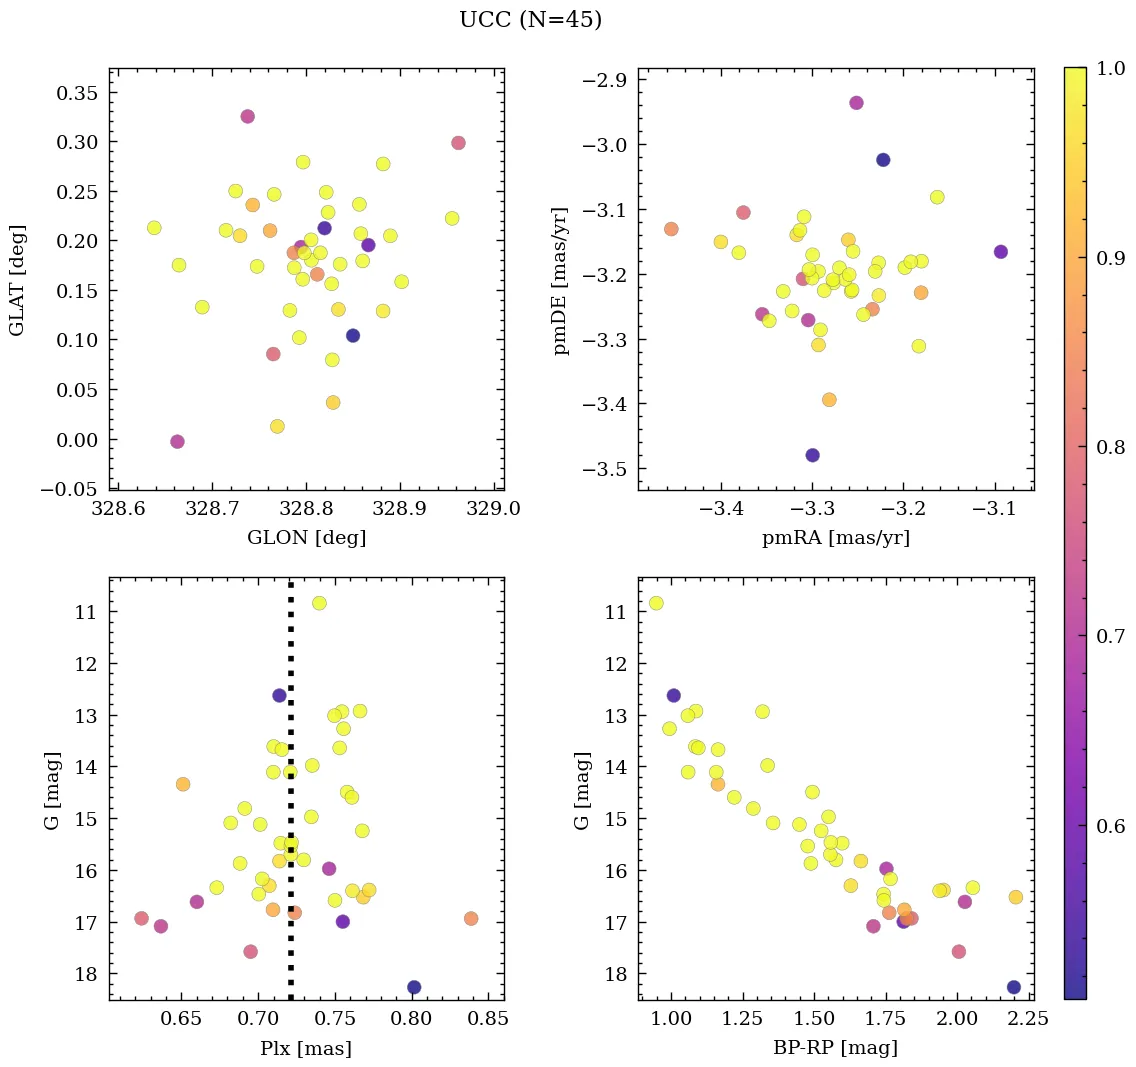 UCC (N=45)
0.35
0.30
0.25
0.20
0.15
0.10
0.05
0.00
−0.05
GLAT [deg]
328.6 328.7 328.8 328.9 329.0
GLON [deg]
−2.9
−3.0
−3.1
−3.2
−3.3
−3.4
−3.5
pmDE [mas/yr]
−3.4 −3.3 −3.2 −3.1
pmRA [mas/yr]
11
12
13
14
15
16
17
18
G [mag]
0.65 0.70 0.75 0.80 0.85
Plx [mas]
11
12
13
14
15
16
17
18
G [mag]
1.00 1.25 1.50 1.75 2.00 2.25
BP-RP [mag]
1.0
0.9
0.8
0.7
0.6